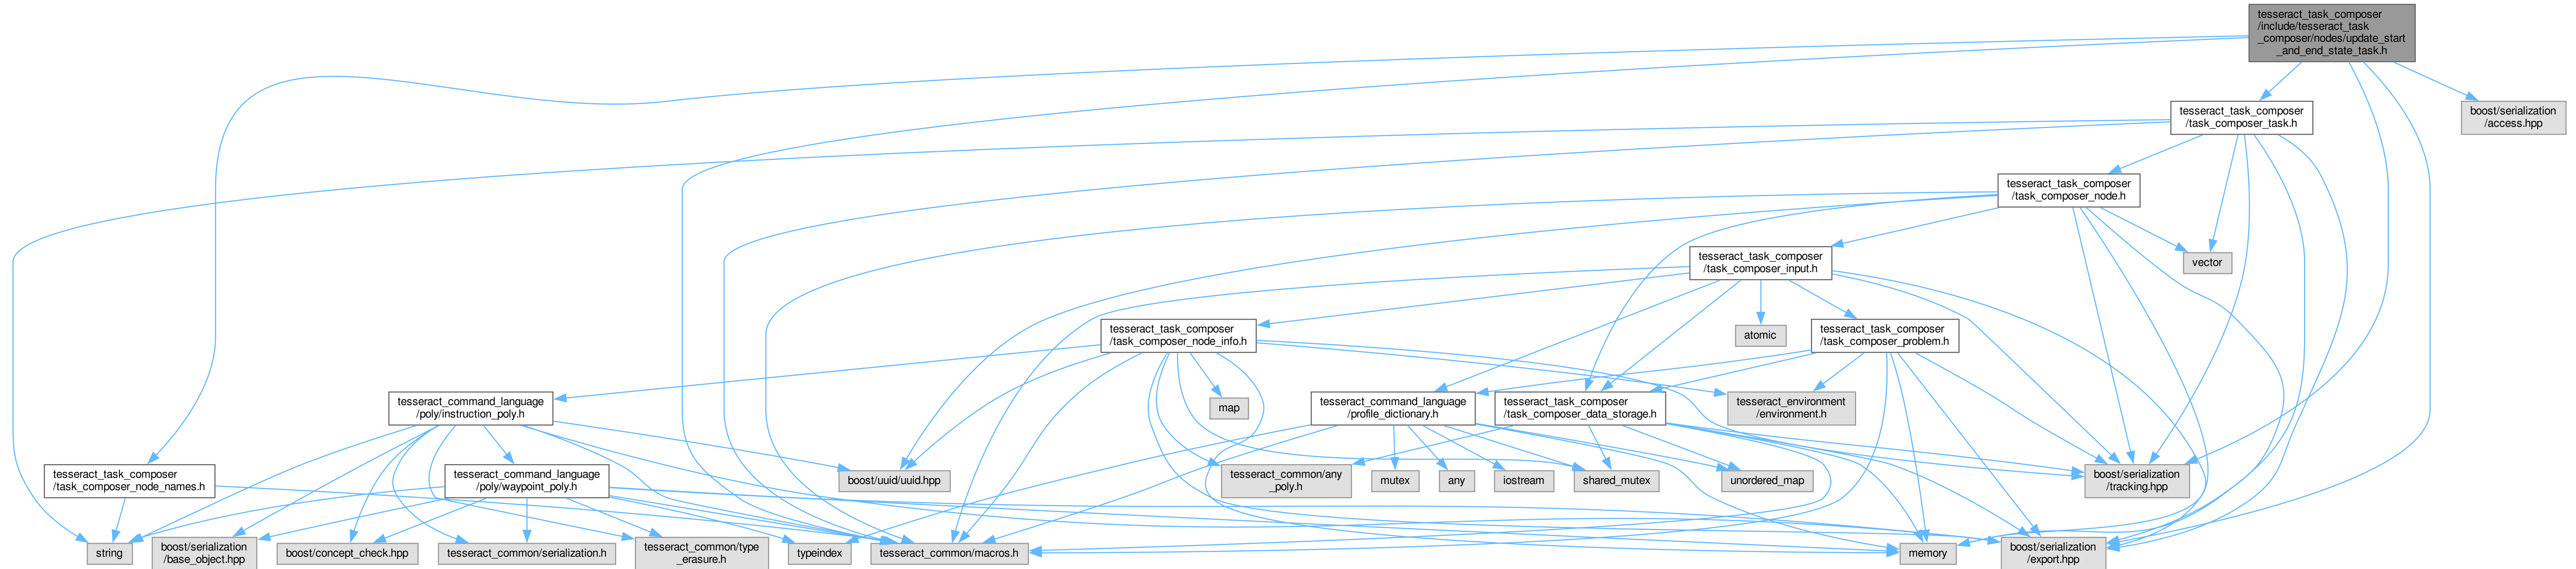 tesseract_task_composer
/include/tesseract_task
_composer/nodes/update_start
_and_end_state_task.h
tesseract_task_composer
/task_composer_task.h
boost/serialization
/access.hpp
tesseract_task_composer
/task_composer_node.h
vector
tesseract_task_composer
/task_composer_input.h
tesseract_task_composer
/task_composer_node_info.h
atomic
tesseract_task_composer
/task_composer_problem.h
tesseract_command_language
/poly/instruction_poly.h
map
tesseract_command_language
/profile_dictionary.h
tesseract_task_composer
/task_composer_data_storage.h
tesseract_environment
/environment.h
tesseract_task_composer
/task_composer_node_names.h
tesseract_command_language
/poly/waypoint_poly.h
boost/uuid/uuid.hpp
tesseract_common/any
_poly.h
mutex
any
iostream
shared_mutex
unordered_map
boost/serialization
/tracking.hpp
string
boost/serialization
/base_object.hpp
boost/concept_check.hpp
tesseract_common/serialization.h
tesseract_common/type
_erasure.h
typeindex
tesseract_common/macros.h
memory
boost/serialization
/export.hpp